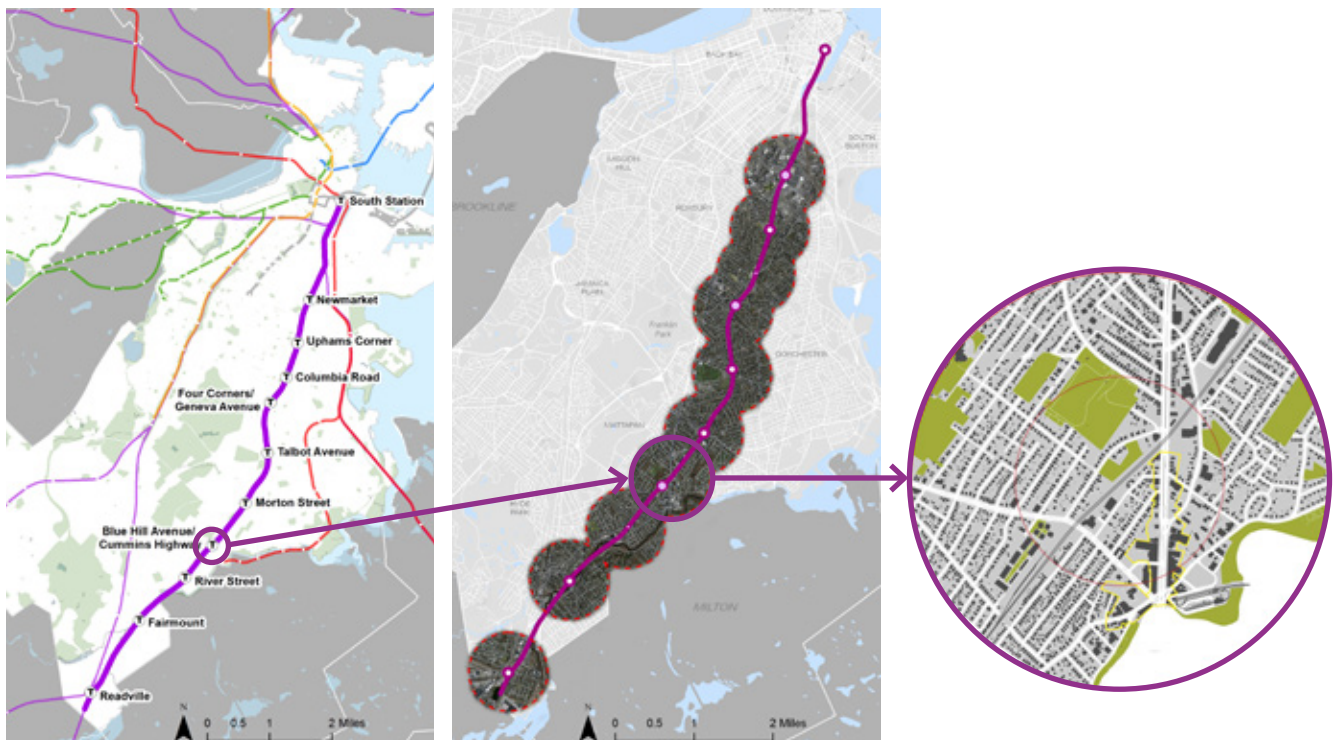 South Station
Newmarket
Uphams Corner
Columbia Road
Four Corners/
Geneva Avenue
Talbot Avenue
Morton Street
Blue Hill Avenue/
Cummins Highway
River Street
Fairmount
Readville
N
0 0.5 1 2 Miles
BACK BAY
SOUTH
BOSTON
MISSION
HILL
BROOKLINE
ROXBURY
JAMAICA
PLAIN
Franklin
Park
DORCHESTER
MATTAPAN
MILTON
N
0 0.5 1 2 Miles